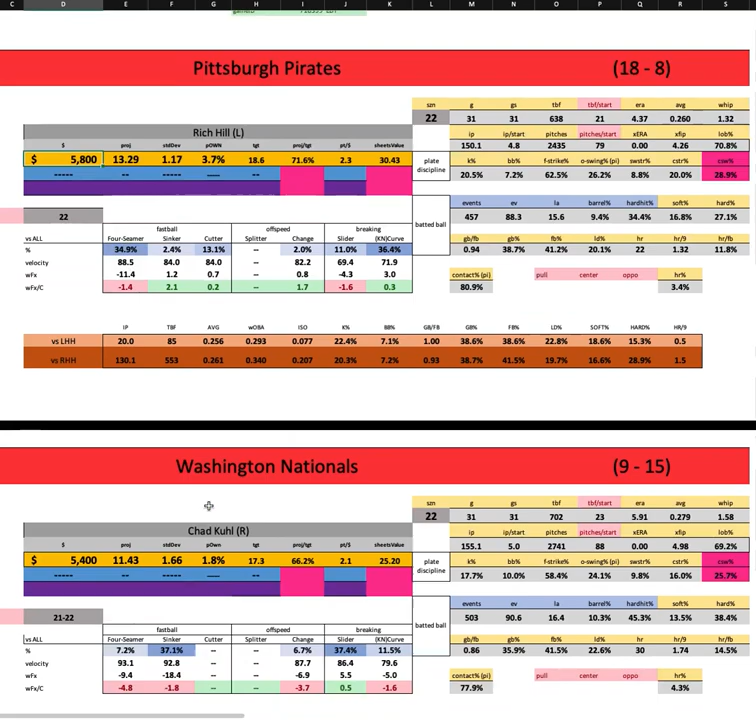 C D E F G H I J K L M N O P Q R S
Pittsburgh Pirates (18 - 8)
szn g gs tbf tbf/start era avg whip
22 31 31 638 21 4.37 0.260 1.32
Rich Hill (L) ip ip/start pitches pitches/start xERA xfip lob%
150.1 4.8 2435 79 0.00 4.26 70.8%
$ proj stdDev pOWN tgt proj/tgt pt/$ sheetsValue
$ 5,800 13.29 1.17 3.7% 18.6 71.6% 2.3 30.43
plate discipline k% bb% f-strike% o-swing% (pi) swstr% cstr% csw%
----- -- ----- ___ -- 20.5% 7.2% 62.5% 34.2% 8.8% 20.0% 28.9%
batted ball events ev la barrel% hardhit% soft% hard%
22 457 88.3 15.6 9.4% 34.4% 16.8% 27.1%
fastball offspeed breaking
vs ALL Four-Seamer Sinker Cutter Splitter Change Slider (KN)Curve gb/fb gb% fb% ld% hr hr/9 hr/fb
% 34.9% 2.4% 13.1% -- 2.0% 11.0% 36.4% 0.94 38.7% 41.2% 20.1% 22 1.32 11.8%
velocity 88.5 84.0 84.0 -- 82.2 69.4 71.9
wFx -11.4 1.2 0.7 -- 0.8 -4.3 3.0 contact% (pi) pull center oppo hr%
wFx/C -1.4 2.1 0.2 -- 1.7 -1.6 0.3 80.9% 3.4%
IP TBF AVG wOBA ISO K% BB% GB/FB GB% FB% LD% SOFT% HARD% HR/9
vs LHH 20.0 85 0.256 0.293 0.077 22.4% 7.1% 1.00 38.6% 38.6% 22.8% 18.6% 15.3% 0.5
vs RHH 130.1 553 0.261 0.340 0.207 20.3% 7.2% 0.93 38.7% 41.5% 19.7% 16.6% 28.9% 1.5
Washington Nationals (9 - 15)
szn g gs tbf tbf/start era avg whip
22 31 31 702 23 5.91 0.279 1.58
Chad Kuhl (R) ip ip/start pitches pitches/start xERA xfip lob%
155.1 5.0 2741 88 0.00 4.98 69.2%
$ proj stdDev pOwn tgt proj/tgt pt/$ sheetsValue
$ 5,400 11.43 1.66 1.8% 17.3 66.2% 2.1 25.20
plate discipline k% bb% f-strike% o-swing% (pi) swstr% cstr% csw%
----- -- ----- ___ -- 17.7% 10.0% 58.4% 24.1% 9.8% 16.0% 25.7%
batted ball events ev la barrel% hardhit% soft% hard%
21-22 503 90.6 16.4 10.3% 45.3% 13.5% 38.4%
fastball offspeed breaking
vs ALL Four-Seamer Sinker Cutter Splitter Change Slider (KN)Curve gb/fb gb% fb% ld% hr hr/9 hr/fb
% 7.2% 37.1% -- -- 6.7% 37.4% 11.5% 0.86 35.9% 41.5% 22.6% 30 1.74 14.5%
velocity 93.1 92.8 -- -- 87.7 86.4 79.6
wFx -9.4 -18.4 -- -- -6.9 5.5 -5.0 contact% (pi) pull center oppo hr%
wFx/C -4.8 -1.8 -- -- -3.7 0.5 -1.6 77.9% 4.3%